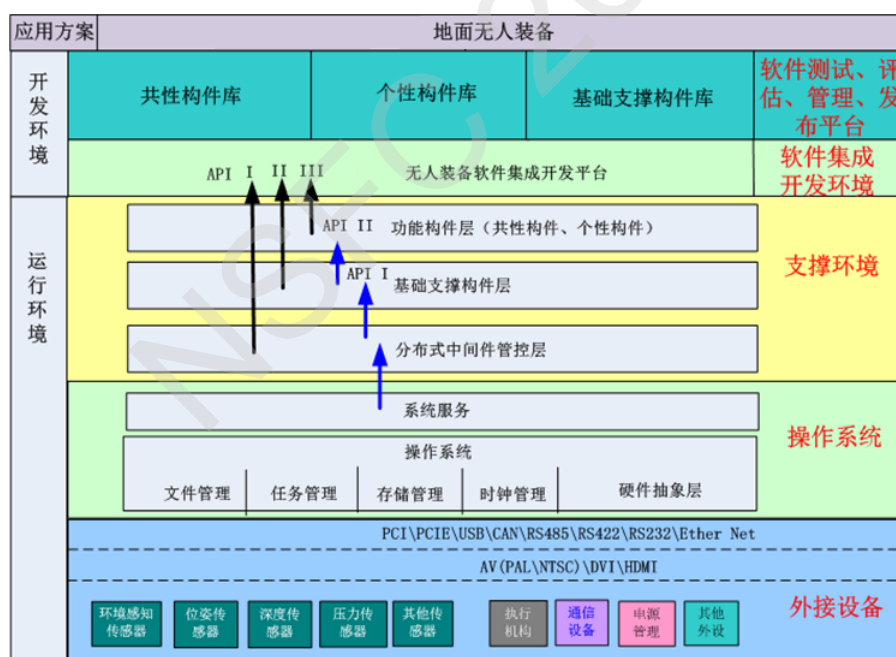 应用方案
地面无人装备
开
发
环
境
共性构件库
个性构件库
基础支撑构件库
软件测试、评
估、管理、发
布平台
API I II III
无人装备软件集成开发平台
软件集成
开发环境
运
行
环
境
API II 功能构件层（共性构件、个性构件）
API I
基础支撑构件层
分布式中间件管控层
支撑环境
系统服务
操作系统
文件管理
任务管理
存储管理
时钟管理
硬件抽象层
操作系统
PCI\PCIE\USB\CAN\RS485\RS422\RS232\Ether Net
AV(PAL\NTSC)\DVI\HDMI
外接设备
环境感知
传感器
位姿传
感器
深度传
感器
压力传
感器
其他传
感器
执行
机构
通信
设备
电源
管理
其他
外设
NSFC 20